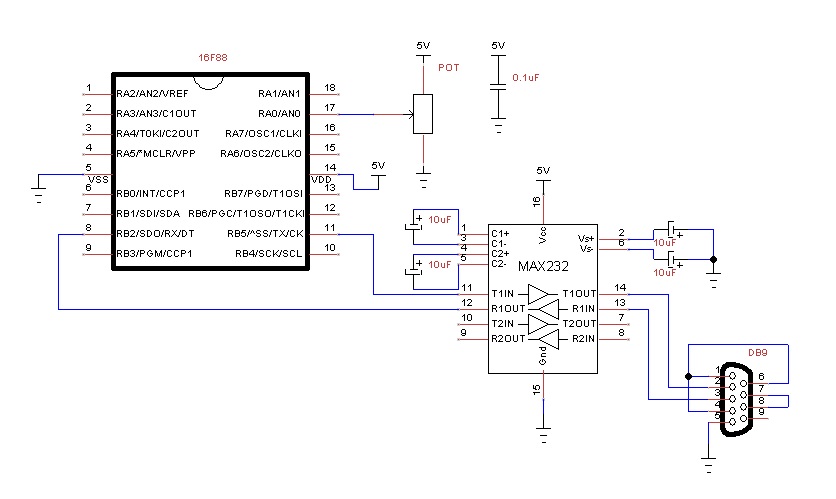 16F88
1 RA2/AN2/VREF
2 RA3/AN3/C1OUT
3 RA4/T0KI/C2OUT
4 RA5/*MCLR/VPP
5 VSS
6 RB0/INT/CCP1
7 RB1/SDI/SDA
8 RB2/SDO/RX/DT
9 RB3/PGM/CCP1
RA1/AN1 18
RA0/AN0 17
RA7/OSC1/CLKI 16
RA6/OSC2/CLKO 15
VDD 14
RB7/PGD/T1OSI 13
RB6/PGC/T1OSO/T1CKI 12
RB5/^SS/TX/CK 11
RB4/SCK/SCL 10
5V
5V
POT
5V
0.1uF
5V
16
Vcc
10uF
10uF
1 C1+
3 C1-
4 C2+
5 C2-
MAX232
Vs+ 2
Vs- 6
10uF
10uF
11 T1IN
T1OUT 14
12 R1OUT
R1IN 13
10 T2IN
T2OUT 7
9 R2OUT
R2IN 8
Gnd
15
DB9
1
2
3
4
5
6
7
8
9